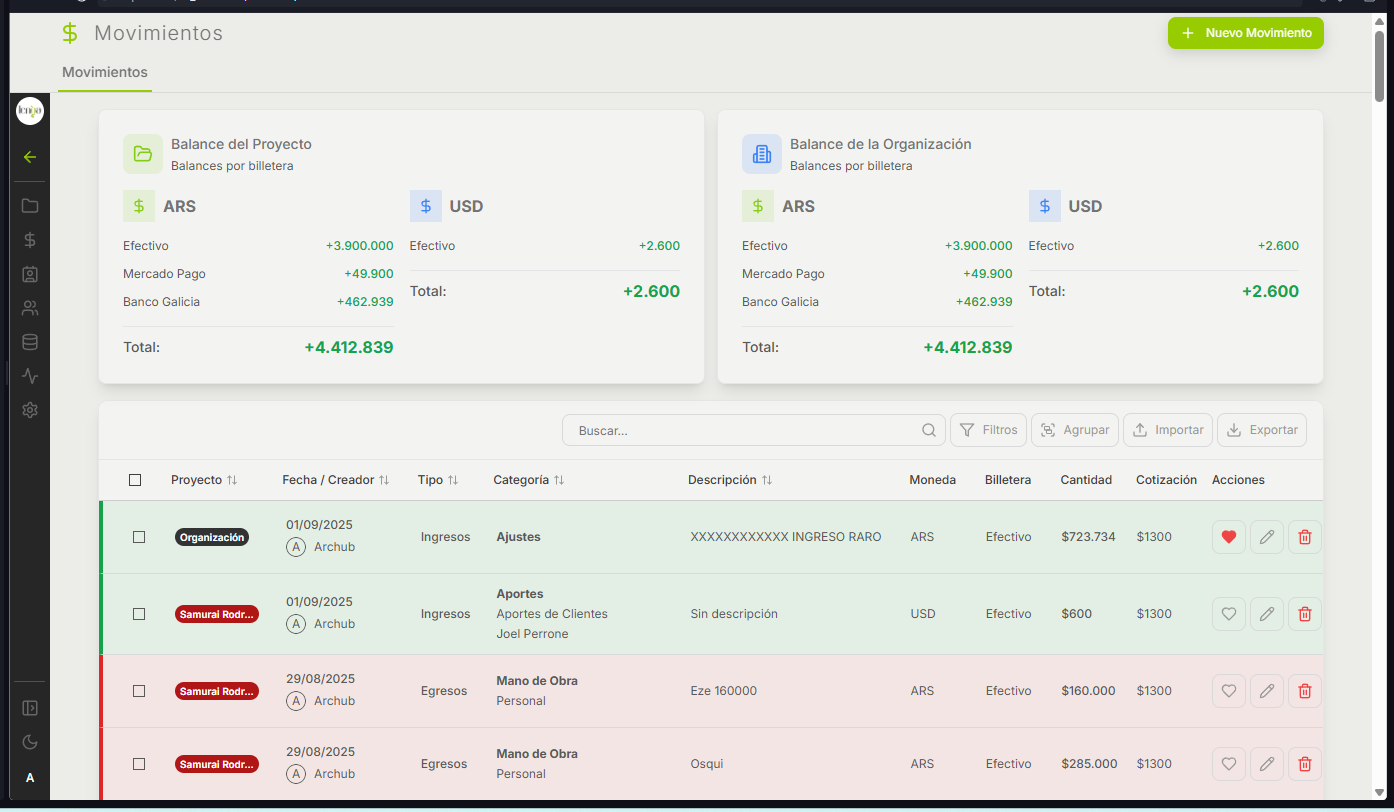 $ Movimientos
+ Nuevo Movimiento
Movimientos
Balance del Proyecto
Balances por billetera
$ ARS
Efectivo +3.900.000
Mercado Pago +49.900
Banco Galicia +462.939
Total: +4.412.839
$ USD
Efectivo +2.600
Total: +2.600
Balance de la Organización
Balances por billetera
$ ARS
Efectivo +3.900.000
Mercado Pago +49.900
Banco Galicia +462.939
Total: +4.412.839
$ USD
Efectivo +2.600
Total: +2.600
Buscar... Filtros Agrupar Importar Exportar
Proyecto Fecha / Creador Tipo Categoría Descripción Moneda Billetera Cantidad Cotización Acciones
Organización
01/09/2025
A Archub
Ingresos
Ajustes
XXXXXXXXXXXX INGRESO RARO ARS Efectivo $723.734 $1300
Samurai Rodr...
01/09/2025
A Archub
Ingresos
Aportes
Aportes de Clientes
Joel Perrone
Sin descripción USD Efectivo $600 $1300
Samurai Rodr...
29/08/2025
A Archub
Egresos
Mano de Obra
Personal
Eze 160000 ARS Efectivo $160.000 $1300
Samurai Rodr...
29/08/2025
A Archub
Egresos
Mano de Obra
Personal
Osqui ARS Efectivo $285.000 $1300
A